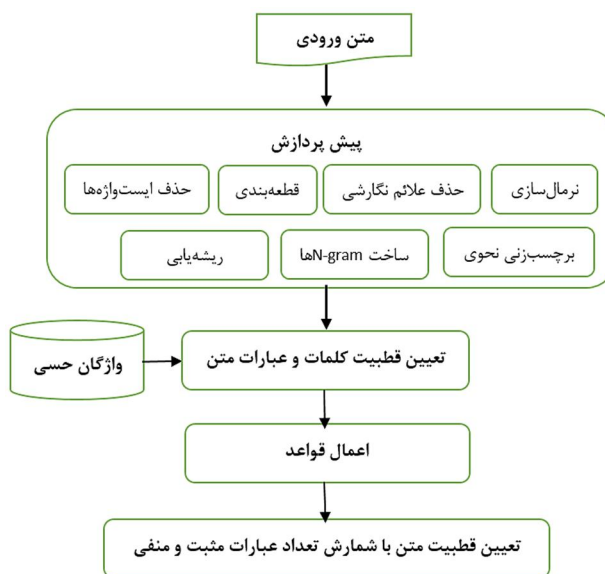 متن ورودی
پیش پردازش
نرمال‌سازی
حذف علائم نگارشی
قطعه‌بندی
حذف ایست‌واژه‌ها
برچسب‌زنی نحوی
ساخت N-gramها
ریشه‌یابی
تعیین قطبیت کلمات و عبارات متن
واژگان حسی
اعمال قواعد
تعیین قطبیت متن با شمارش تعداد عبارات مثبت و منفی